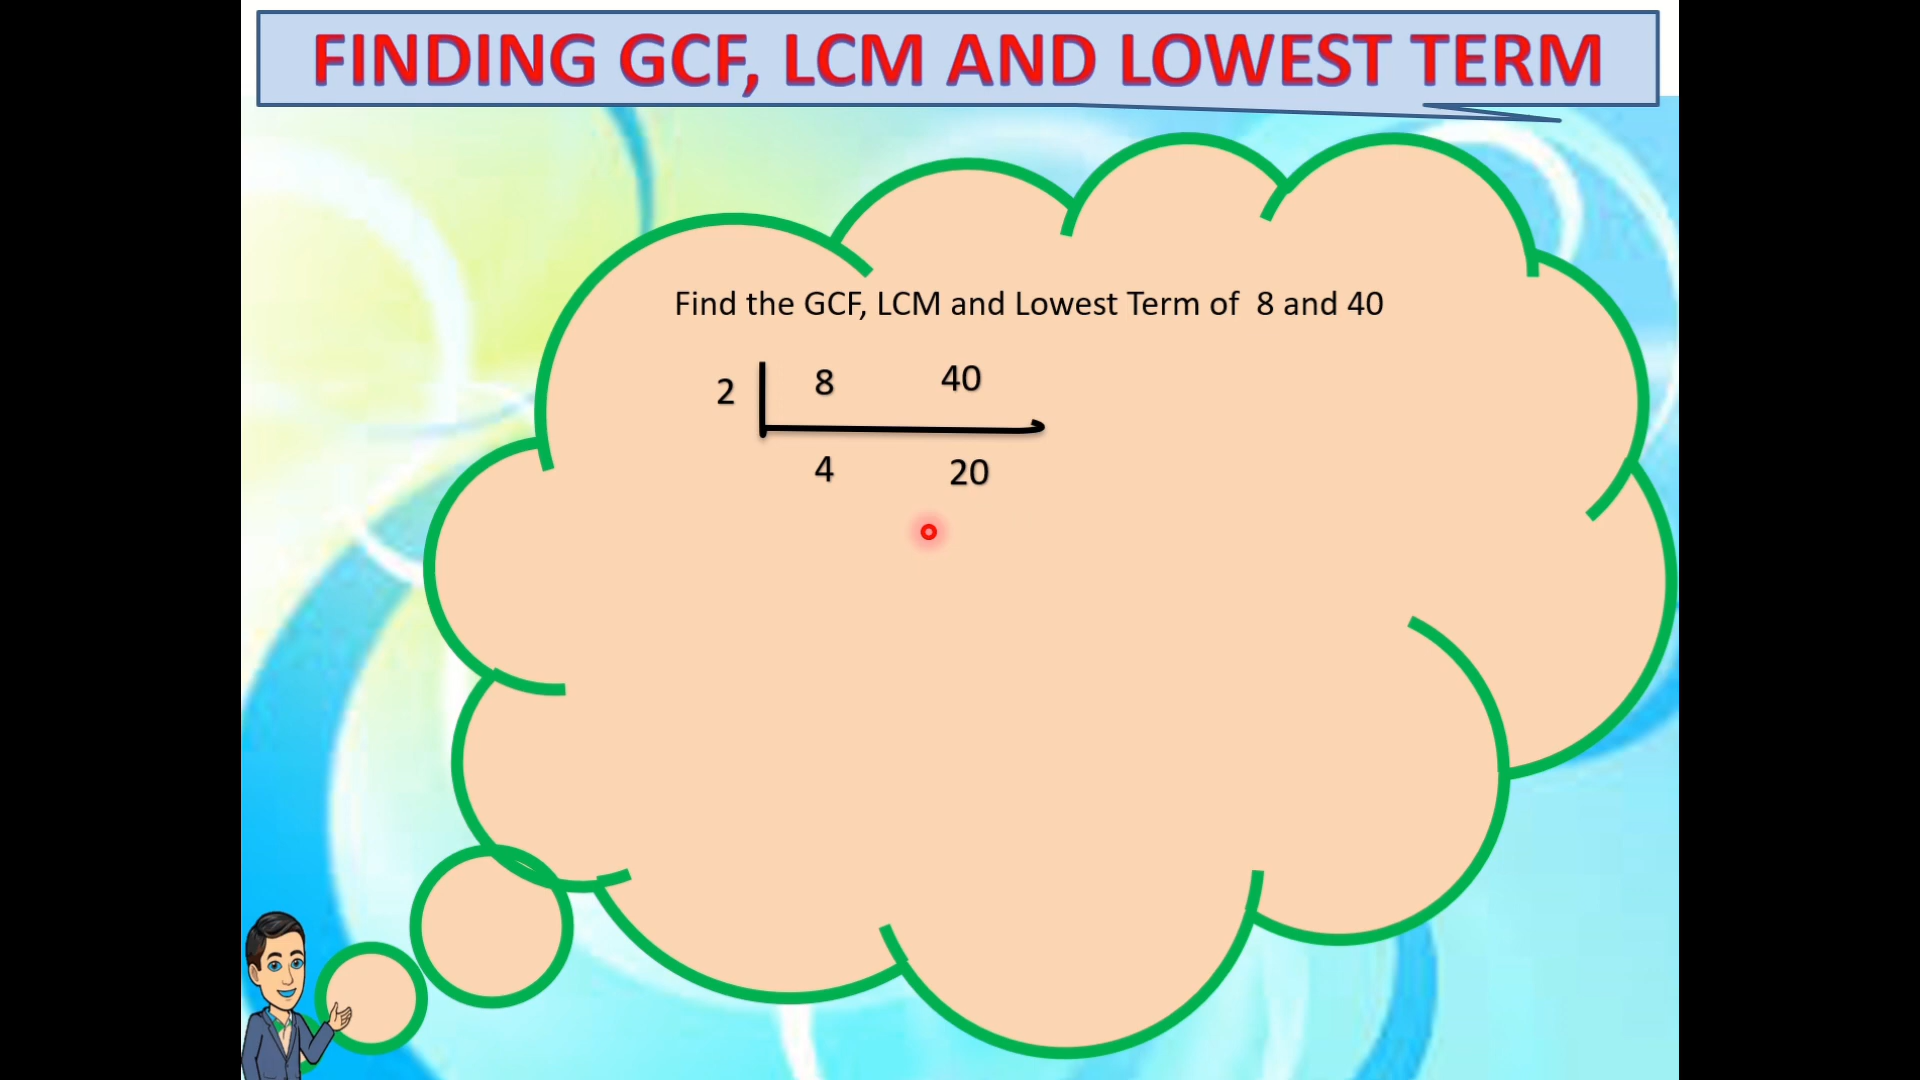 FINDING GCF, LCM AND LOWEST TERM
Find the GCF, LCM and Lowest Term of 8 and 40
2 8 40
4 20